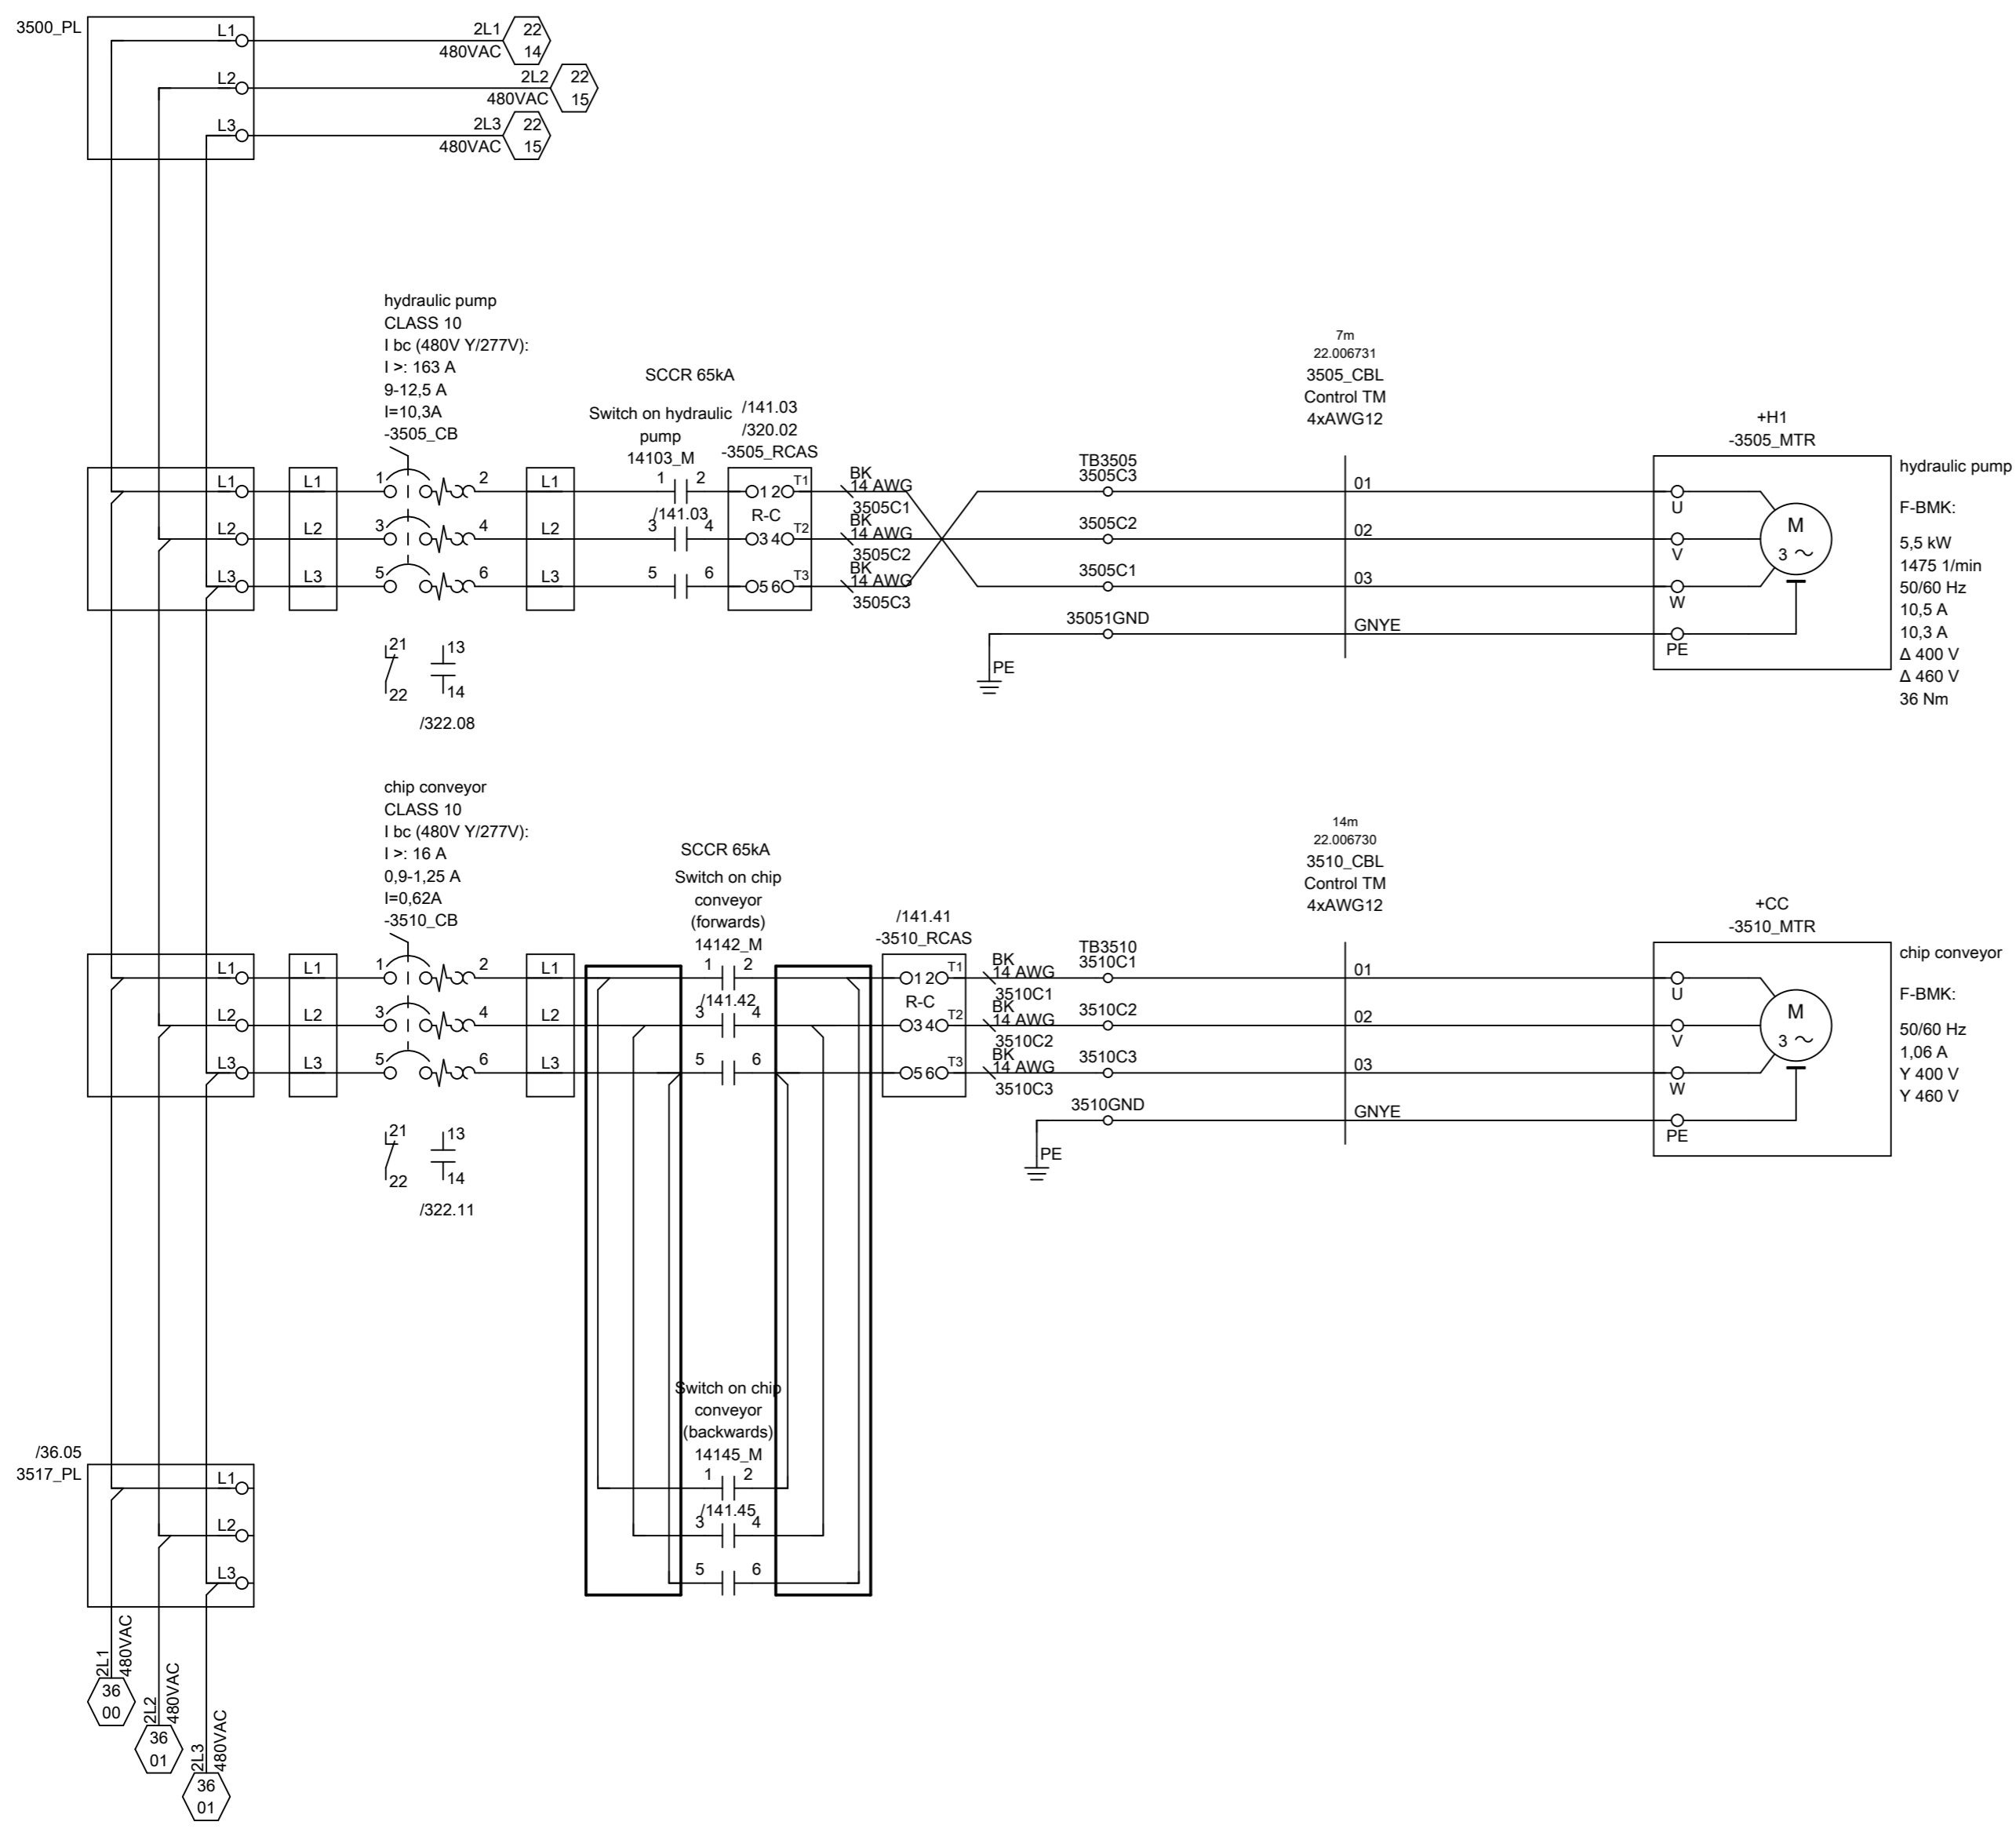 3500_PL
L1
2L1
480VAC
22
14
L2
2L2
480VAC
22
15
L3
2L3
480VAC
22
15
hydraulic pump
CLASS 10
I bc (480V Y/277V):
I >: 163 A
9-12,5 A
I=10,3A
-3505_CB
SCCR 65kA
Switch on hydraulic
pump
14103_M
/141.03
/320.02
-3505_RCAS
7m
22.006731
3505_CBL
Control TM
4xAWG12
+H1
-3505_MTR
L1
L1
1
2
L1
1
2
1 2
T1
BK
14 AWG
3505C1
TB3505
3505C3
01
U
/141.03
R-C
L2
L2
3
4
L2
3
4
3 4
T2
BK
14 AWG
3505C2
3505C2
02
V
L3
L3
5
6
L3
5
6
5 6
T3
BK
14 AWG
3505C3
3505C1
03
W
35051GND
GNYE
PE
PE
M
3 ~
hydraulic pump
F-BMK:
5,5 kW
1475 1/min
50/60 Hz
10,5 A
10,3 A
Δ 400 V
Δ 460 V
36 Nm
21
22
13
14
/322.08
chip conveyor
CLASS 10
I bc (480V Y/277V):
I >: 16 A
0,9-1,25 A
I=0,62A
-3510_CB
SCCR 65kA
Switch on chip
conveyor
(forwards)
14142_M
/141.41
-3510_RCAS
14m
22.006730
3510_CBL
Control TM
4xAWG12
+CC
-3510_MTR
L1
L1
1
2
L1
1
2
1 2
T1
BK
14 AWG
3510C1
TB3510
3510C1
01
U
/141.42
R-C
L2
L2
3
4
L2
3
4
3 4
T2
BK
14 AWG
3510C2
3510C2
02
V
L3
L3
5
6
L3
5
6
5 6
T3
BK
14 AWG
3510C3
3510C3
03
W
3510GND
GNYE
PE
PE
M
3 ~
chip conveyor
F-BMK:
50/60 Hz
1,06 A
Y 400 V
Y 460 V
21
22
13
14
/322.11
Switch on chip
conveyor
(backwards)
14145_M
1
2
/141.45
3
4
5
6
/36.05
3517_PL
L1
L2
L3
2L1
480VAC
36
00
2L2
480VAC
36
01
2L3
480VAC
36
01